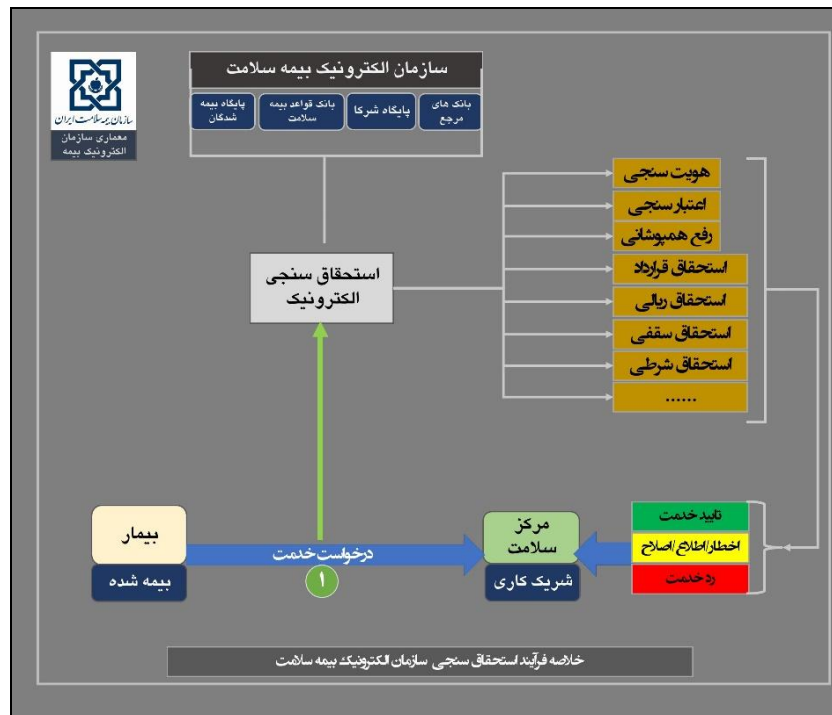 سازمان الکترونیک بیمه سلامت
بانک های
مرجع
پایگاه شرکا
بانک قواعد بیمه
سلامت
پایگاه بیمه
شدگان
سازمان بیمه سلامت ایران
معماری سازمان
الکترونیک بیمه
هویت سنجی
اعتبار سنجی
رفع همپوشانی
استحقاق قرارداد
استحقاق ریالی
استحقاق سقفی
استحقاق شرطی
......
استحقاق سنجی
الکترونیک
تایید خدمت
اخطار/اطلاع/اصلاح
رد خدمت
مرکز
سلامت
شریک کاری
درخواست خدمت
۱
بیمار
بیمه شده
خلاصه فرآیند استحقاق سنجی سازمان الکترونیک بیمه سلامت